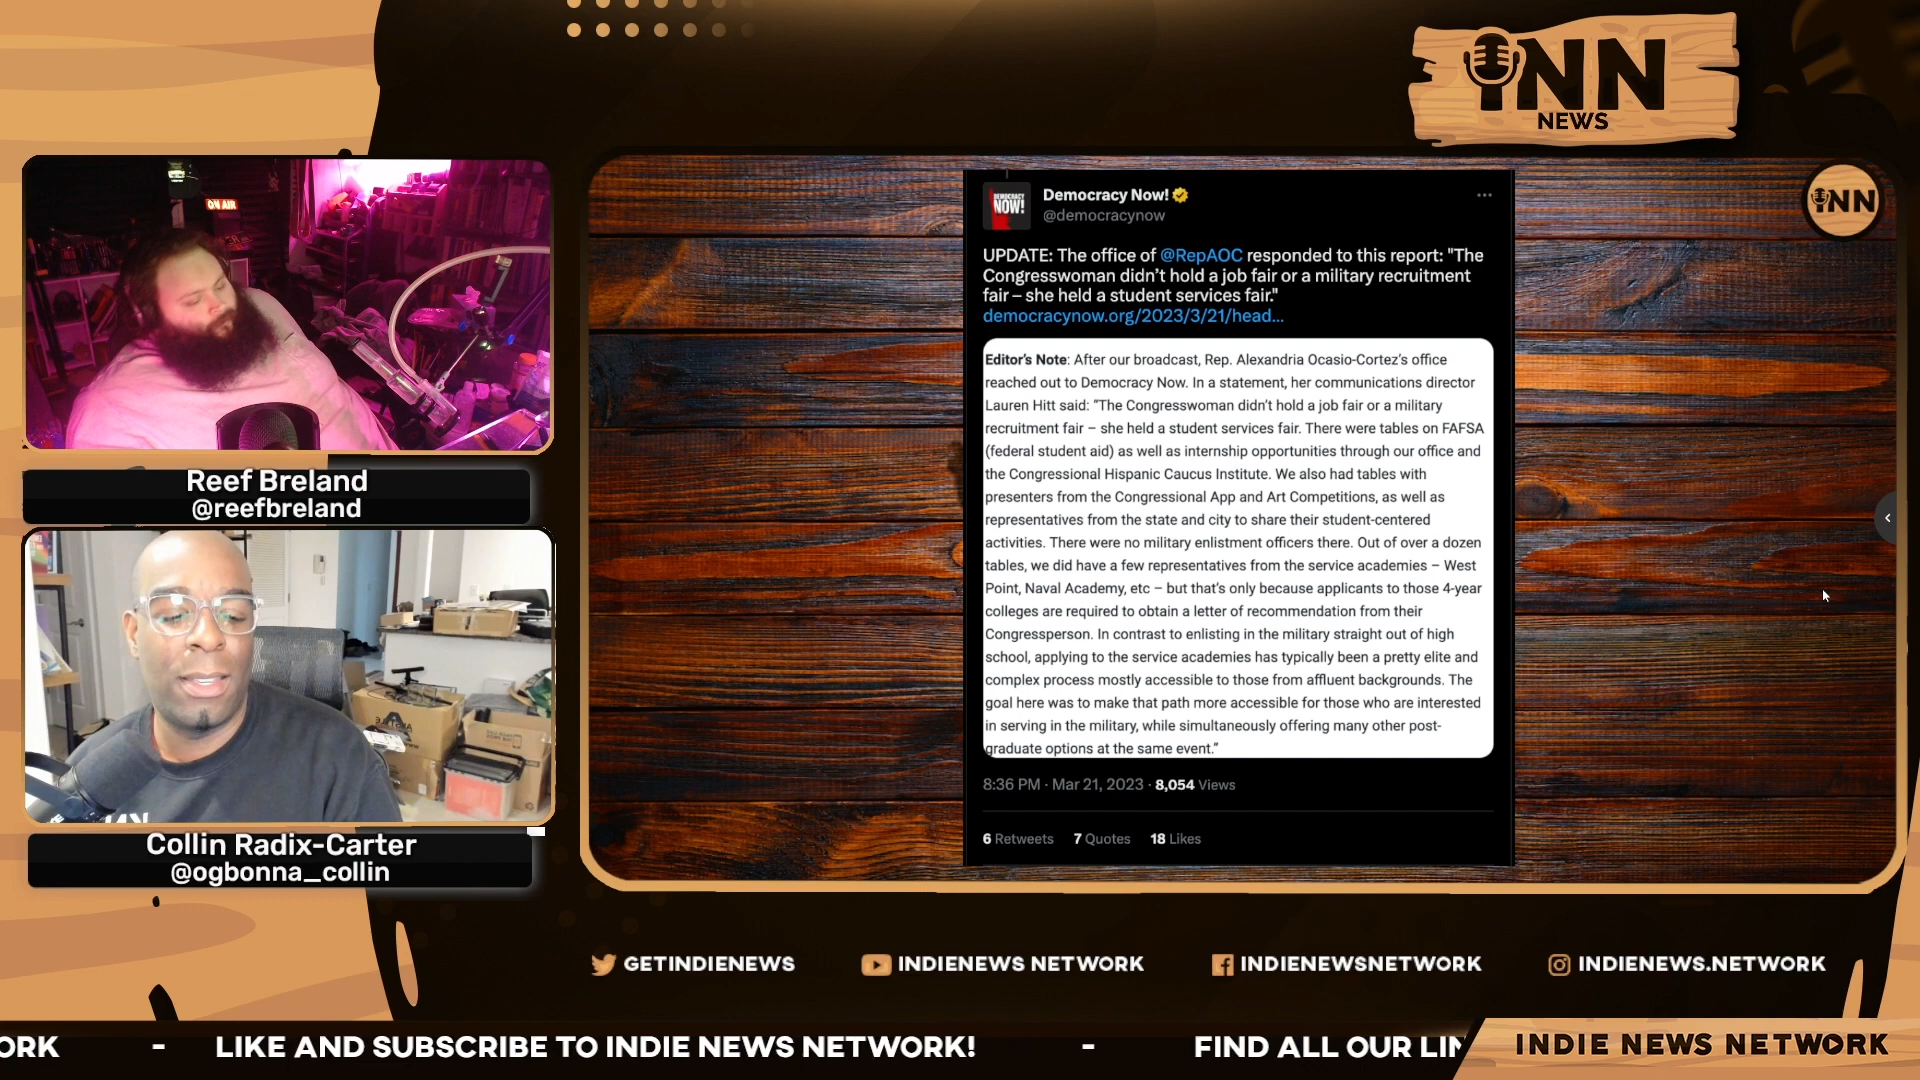 iNN
NEWS
ON AIR
Reef Breland
@reefbreland
Collin Radix-Carter
@ogbonna_collin
DEMOCRACY
NOW!
Democracy Now!
@democracynow
UPDATE: The office of @RepAOC responded to this report: "The
Congresswoman didn't hold a job fair or a military recruitment
fair – she held a student services fair."
democracynow.org/2023/3/21/head...
Editor's Note: After our broadcast, Rep. Alexandria Ocasio-Cortez's office
reached out to Democracy Now. In a statement, her communications director
Lauren Hitt said: “The Congresswoman didn't hold a job fair or a military
recruitment fair – she held a student services fair. There were tables on FAFSA
(federal student aid) as well as internship opportunities through our office and
the Congressional Hispanic Caucus Institute. We also had tables with
presenters from the Congressional App and Art Competitions, as well as
representatives from the state and city to share their student-centered
activities. There were no military enlistment officers there. Out of over a dozen
tables, we did have a few representatives from the service academies – West
Point, Naval Academy, etc – but that's only because applicants to those 4-year
colleges are required to obtain a letter of recommendation from their
Congressperson. In contrast to enlisting in the military straight out of high
school, applying to the service academies has typically been a pretty elite and
complex process mostly accessible to those from affluent backgrounds. The
goal here was to make that path more accessible for those who are interested
in serving in the military, while simultaneously offering many other post-
graduate options at the same event.”
8:36 PM · Mar 21, 2023 · 8,054 Views
6 Retweets 7 Quotes 18 Likes
iNN
GETINDIENEWS
INDIENEWS NETWORK
INDIENEWSNETWORK
INDIENEWS.NETWORK
ORK - LIKE AND SUBSCRIBE TO INDIE NEWS NETWORK! - FIND ALL OUR LIN
INDIE NEWS NETWORK